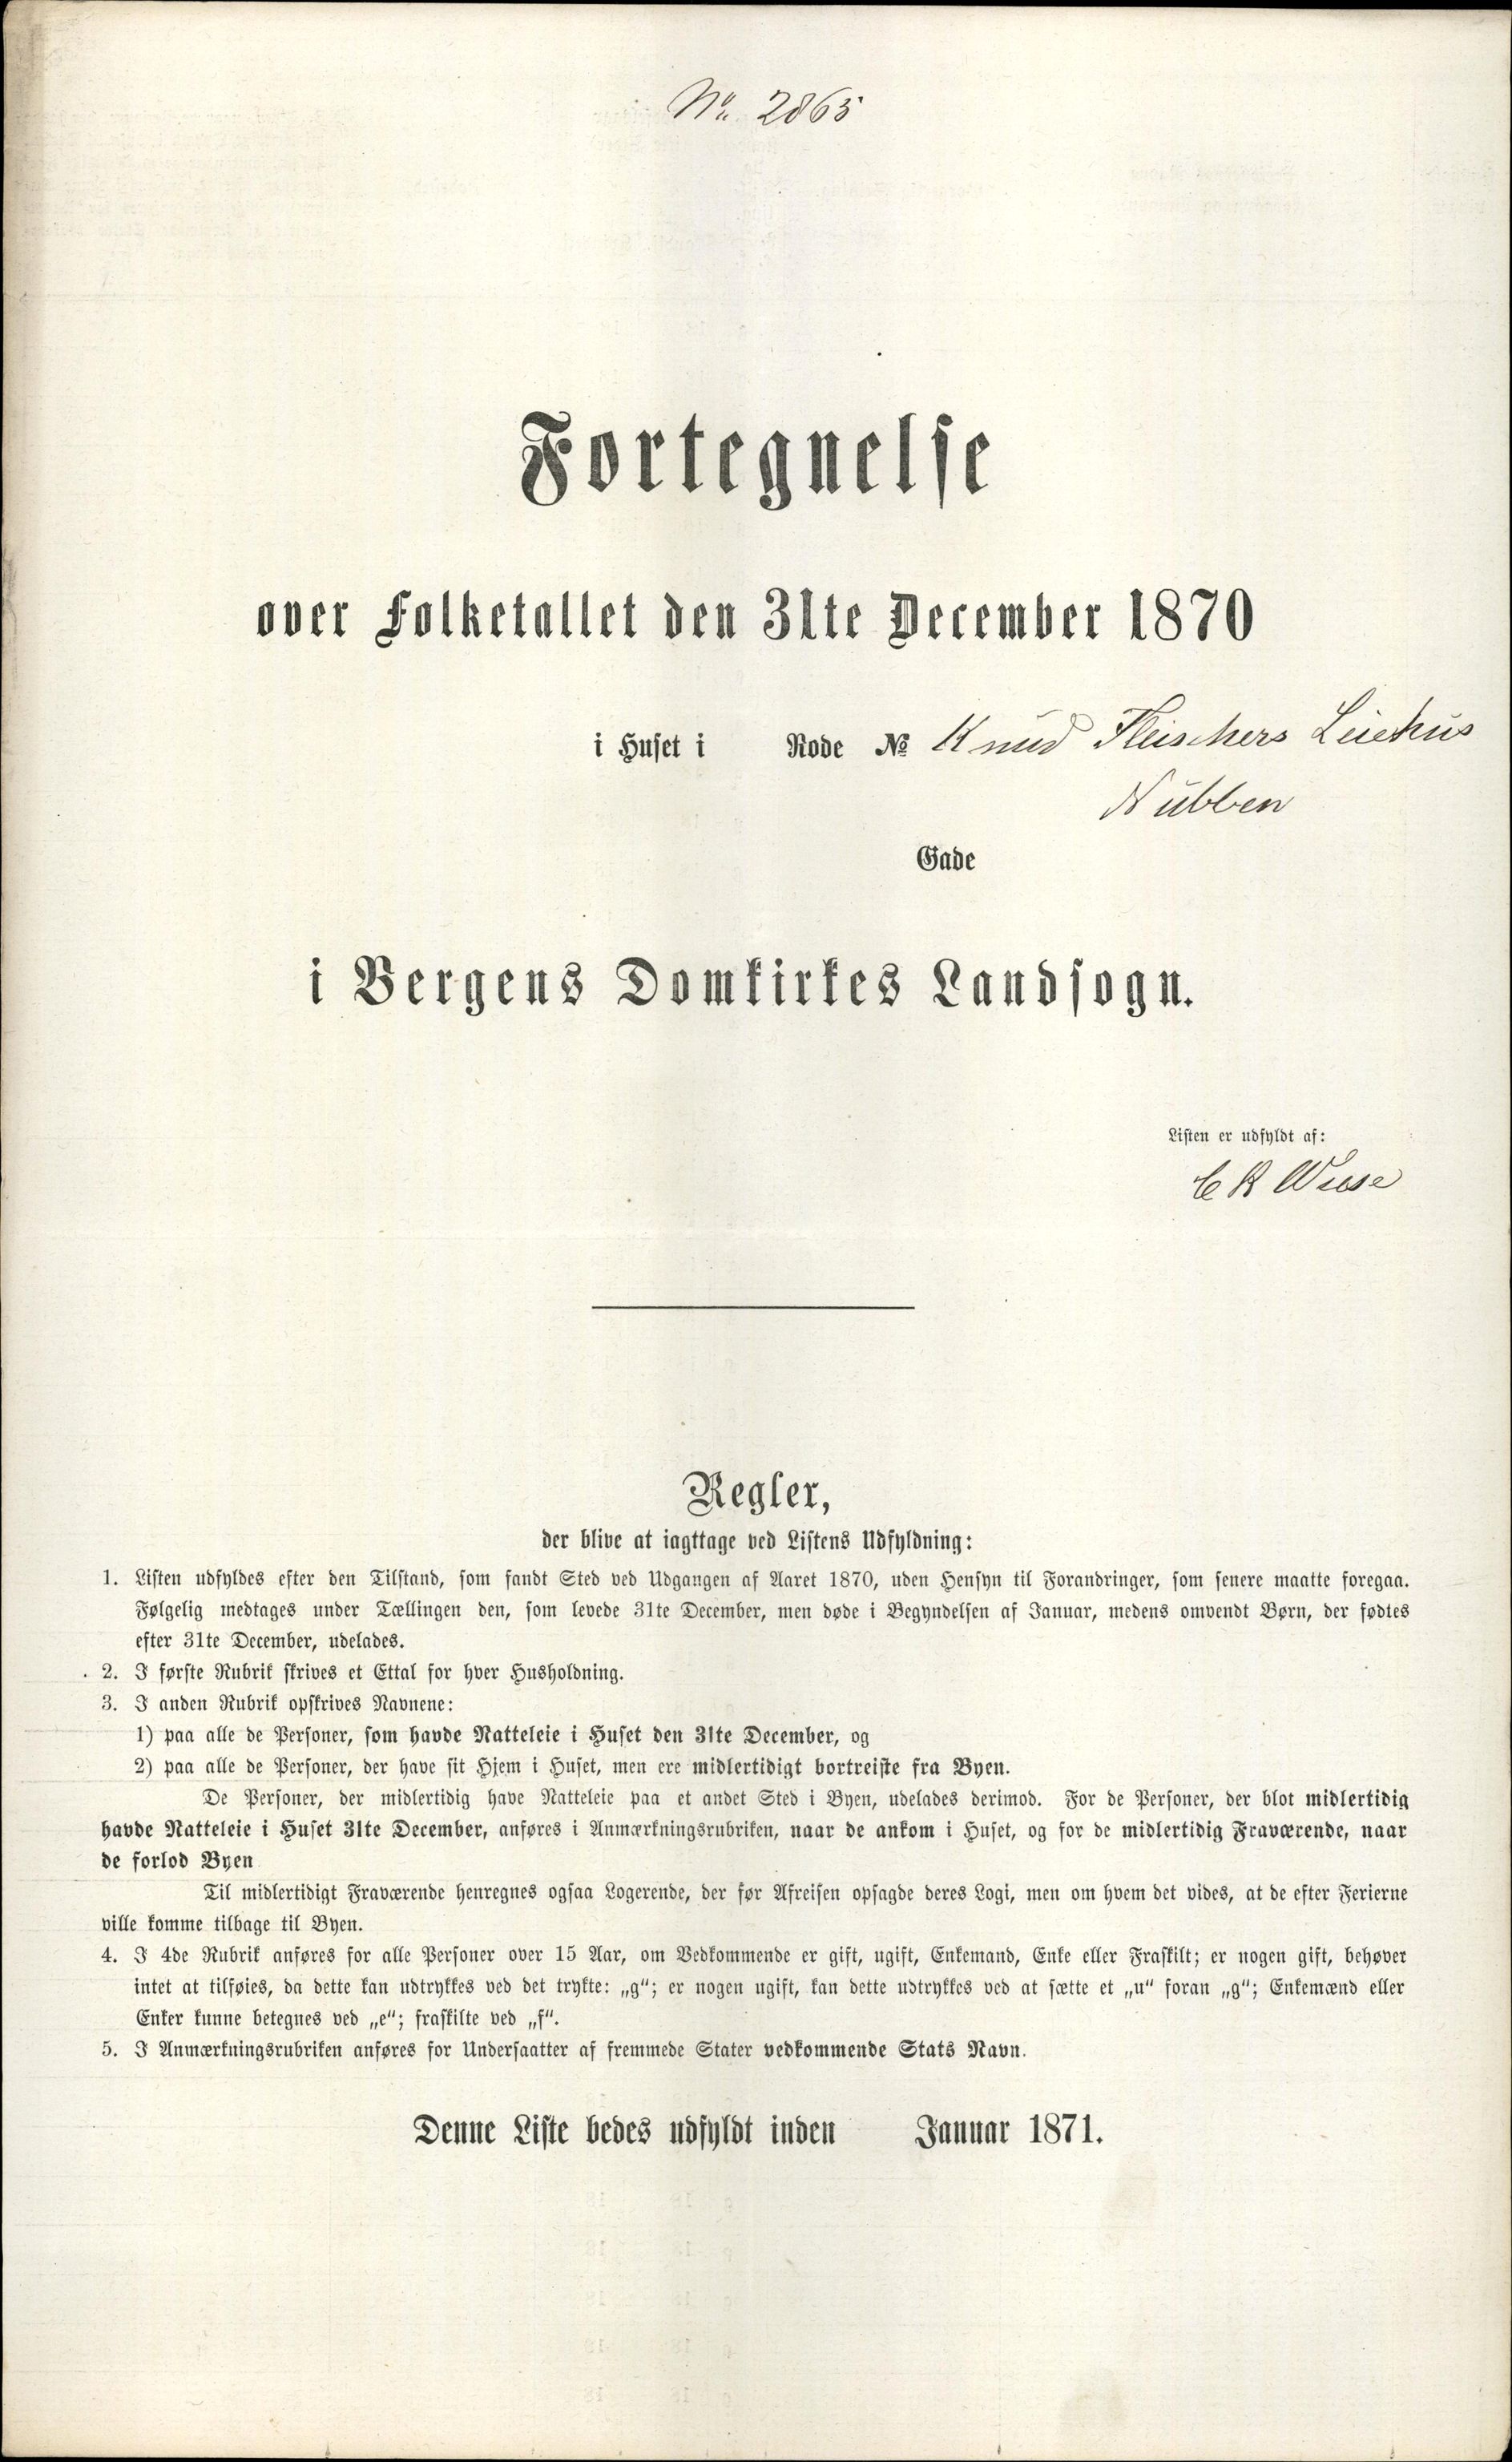 No. 2865
Fortegnelse
over Folketallet den 31te December 1870
i Huset i Rode № Knud Fleischers Leiehus
Nubben
Gade
i Bergens Domkirkes Landsogn.
Listen er udfyldt af:
C R Wiese
Regler,
der blive at iagttage ved Listens Udfyldning:
1. Listen udfyldes efter den Tilstand, som fandt Sted ved Udgangen af Aaret 1870, uden Hensyn til Forandringer, som senere maatte foregaa.
Følgelig medtages under Tællingen den, som levede 31te December, men døde i Begyndelsen af Januar, medens omvendt Børn, der fødtes
efter 31te December, udelades.
2. I første Rubrik skrives et Ettal for hver Husholdning.
3. I anden Rubrik opskrives Navnene:
1) paa alle de Personer, som havde Natteleie i Huset den 31te December, og
2) paa alle de Personer, der have sit Hjem i Huset, men ere midlertidigt bortreiste fra Byen.
De Personer, der midlertidig have Natteleie paa et andet Sted i Byen, udelades derimod. For de Personer, der blot midlertidig
havde Natteleie i Huset 31te December, anføres i Anmærkningsrubriken, naar de ankom i Huset, og for de midlertidig Fraværende, naar
de forlod Byen
Til midlertidigt Fraværende henregnes ogsaa Logerende, der før Afreisen opsagde deres Logi, men om hvem det vides, at de efter Ferierne
ville komme tilbage til Byen.
4. I 4de Rubrik anføres for alle Personer over 15 Aar, om Vedkommende er gift, ugift, Enkemand, Enke eller Fraskilt; er nogen gift, behøver
intet at tilføies, da dette kan udtrykkes ved det trykte: „g“; er nogen ugift, kan dette udtrykkes ved at sætte et „u“ foran „g“; Enkemænd eller
Enker kunne betegnes ved „e“; fraskilte ved „f“.
5. I Anmærkningsrubriken anføres for Undersaatter af fremmede Stater vedkommende Stats Navn.
Denne Liste bedes udfyldt inden Januar 1871.